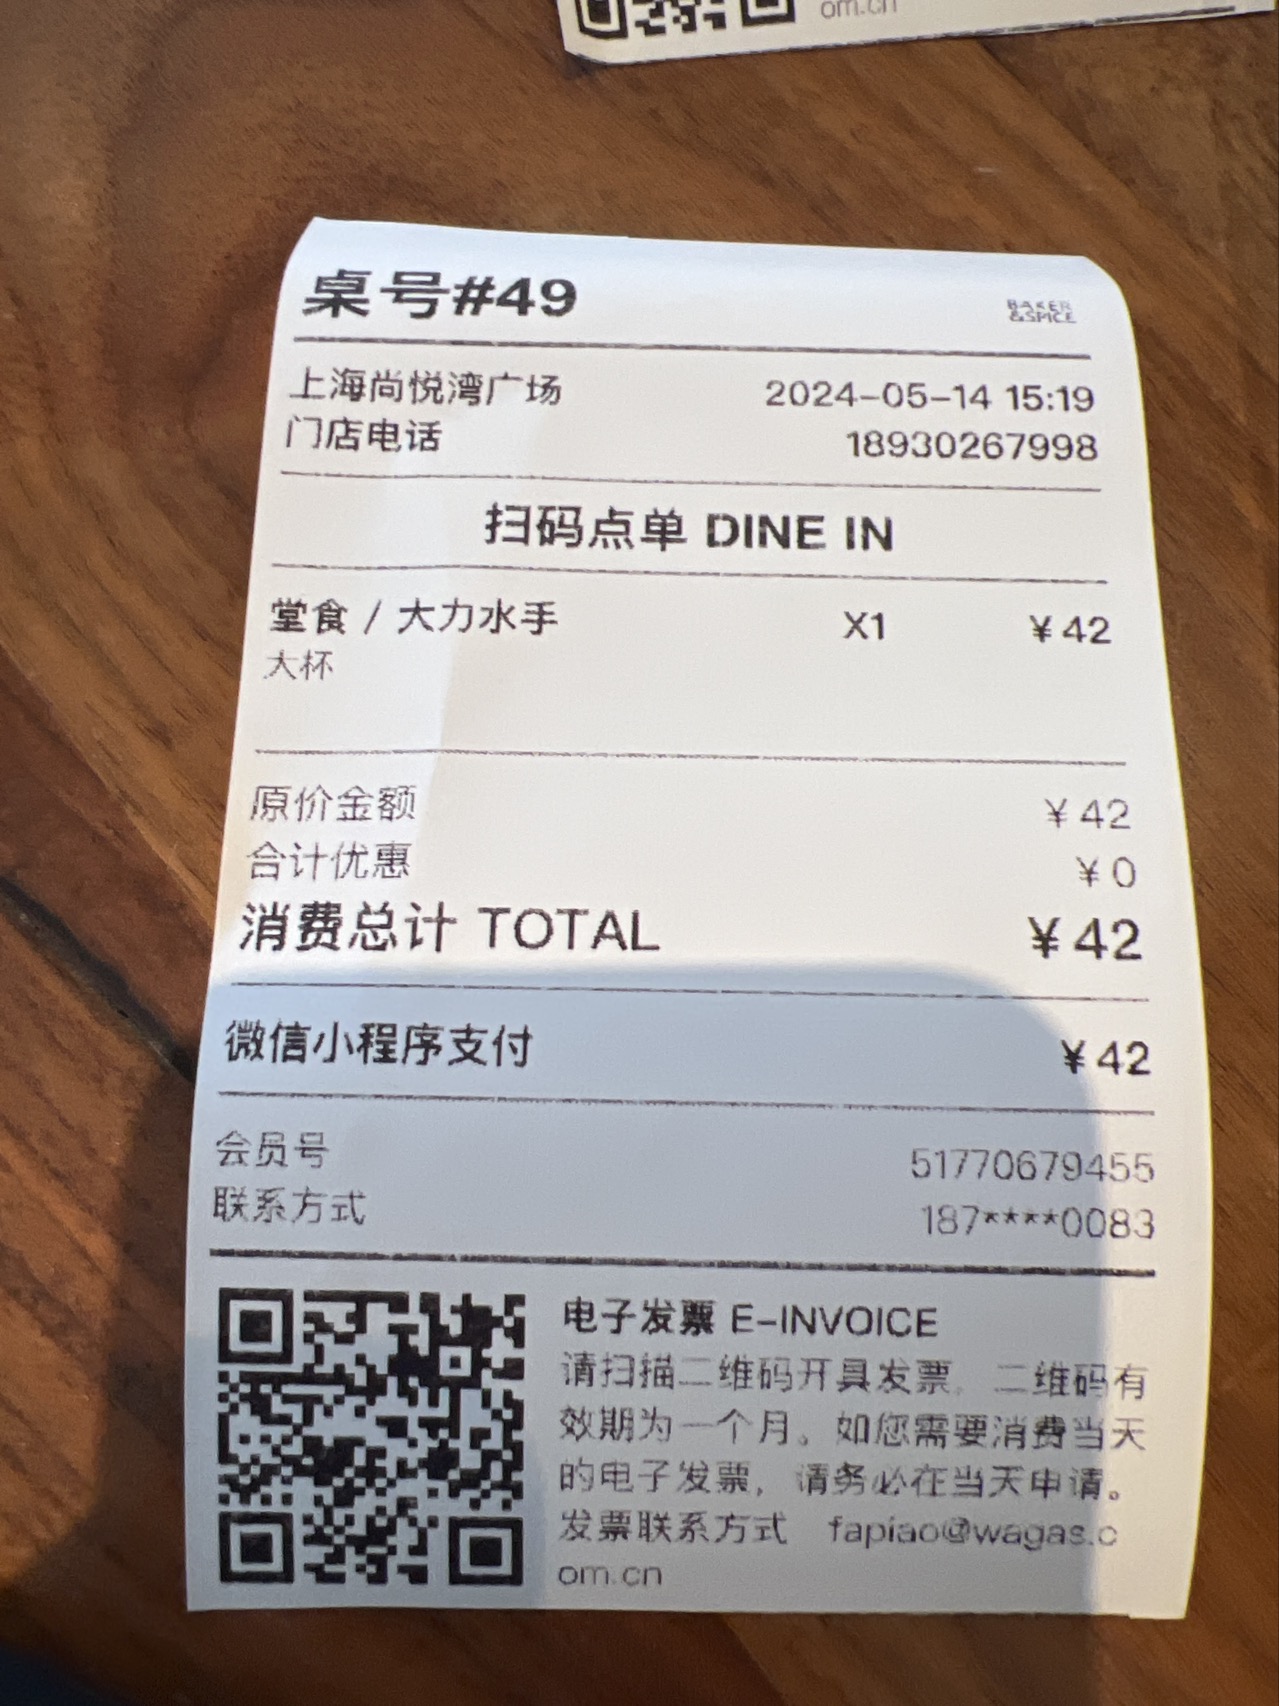 om.cn
桌号#49
BAKER
&SPICE
上海尚悦湾广场 2024-05-14 15:19
门店电话 18930267998
扫码点单 DINE IN
堂食 / 大力水手 X1 ¥42
大杯
原价金额 ¥42
合计优惠 ¥0
消费总计 TOTAL ¥42
微信小程序支付 ¥42
会员号 51770679455
联系方式 187****0083
电子发票 E-INVOICE
请扫描二维码开具发票。二维码有
效期为一个月。如您需要消费当天
的电子发票，请务必在当天申请。
发票联系方式 fapiao@wagas.c
om.cn